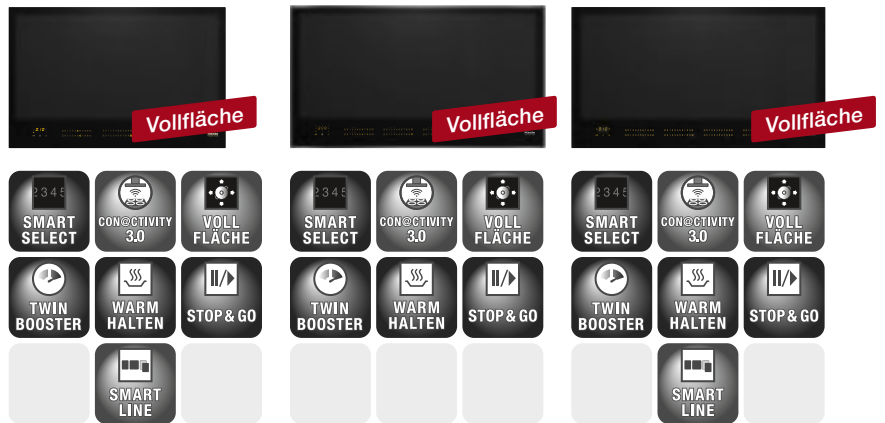 Vollfläche
Vollfläche
Vollfläche
2345
SMART
SELECT
CON@CTIVITY
3.0
VOLL
FLÄCHE
2345
SMART
SELECT
CON@CTIVITY
3.0
VOLL
FLÄCHE
2345
SMART
SELECT
CON@CTIVITY
3.0
VOLL
FLÄCHE
TWIN
BOOSTER
WARM
HALTEN
STOP & GO
TWIN
BOOSTER
WARM
HALTEN
STOP & GO
TWIN
BOOSTER
WARM
HALTEN
STOP & GO
SMART
LINE
SMART
LINE